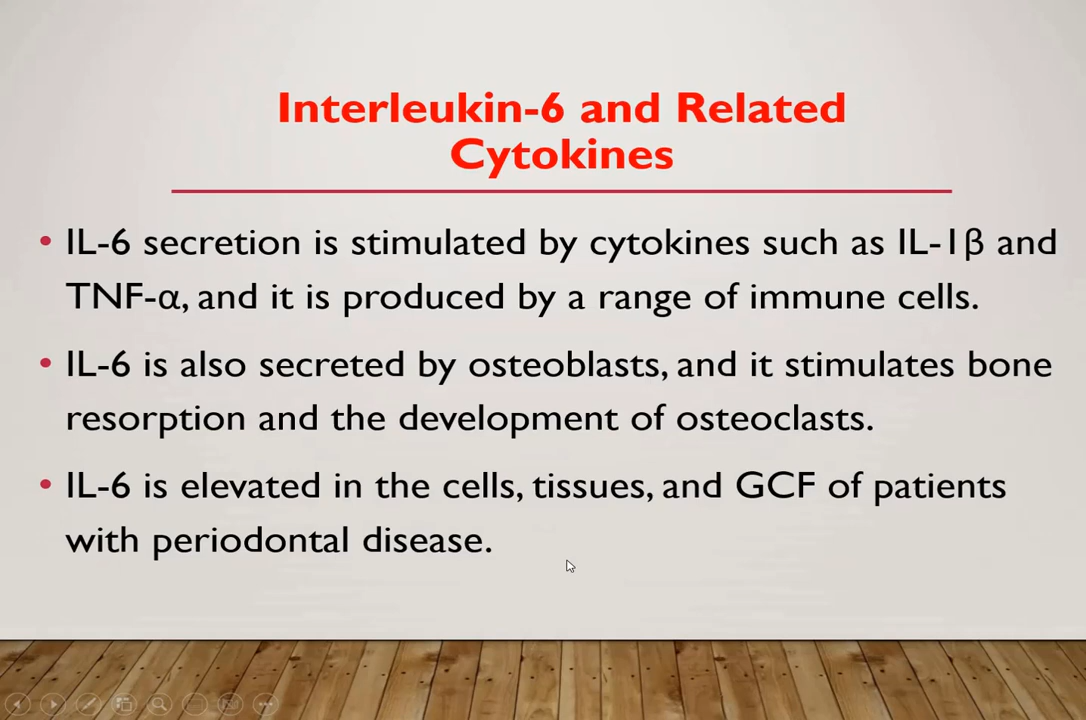 Interleukin-6 and Related
Cytokines
• IL-6 secretion is stimulated by cytokines such as IL-1β and
TNF-α, and it is produced by a range of immune cells.
• IL-6 is also secreted by osteoblasts, and it stimulates bone
resorption and the development of osteoclasts.
• IL-6 is elevated in the cells, tissues, and GCF of patients
with periodontal disease.